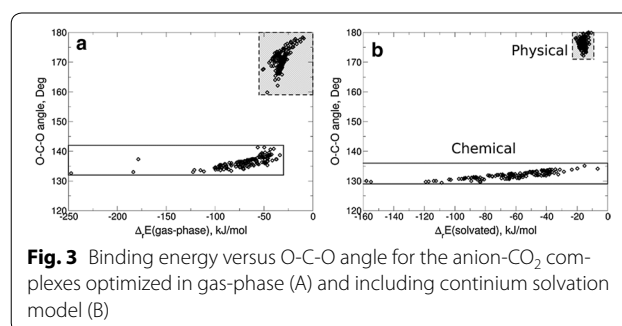 a
O-C-O angle, Deg
180
170
160
150
140
130
120
-250
-200
-150
-100
-50
0
ΔᵣE(gas-phase), kJ/mol
b
Physical
Chemical
O-C-O angle, Deg
180
170
160
150
140
130
120
-160
-140
-120
-100
-80
-60
-40
-20
0
ΔᵣE(solvated), kJ/mol
Fig. 3 Binding energy versus O-C-O angle for the anion-CO₂ com-
plexes optimized in gas-phase (A) and including continium solvation
model (B)